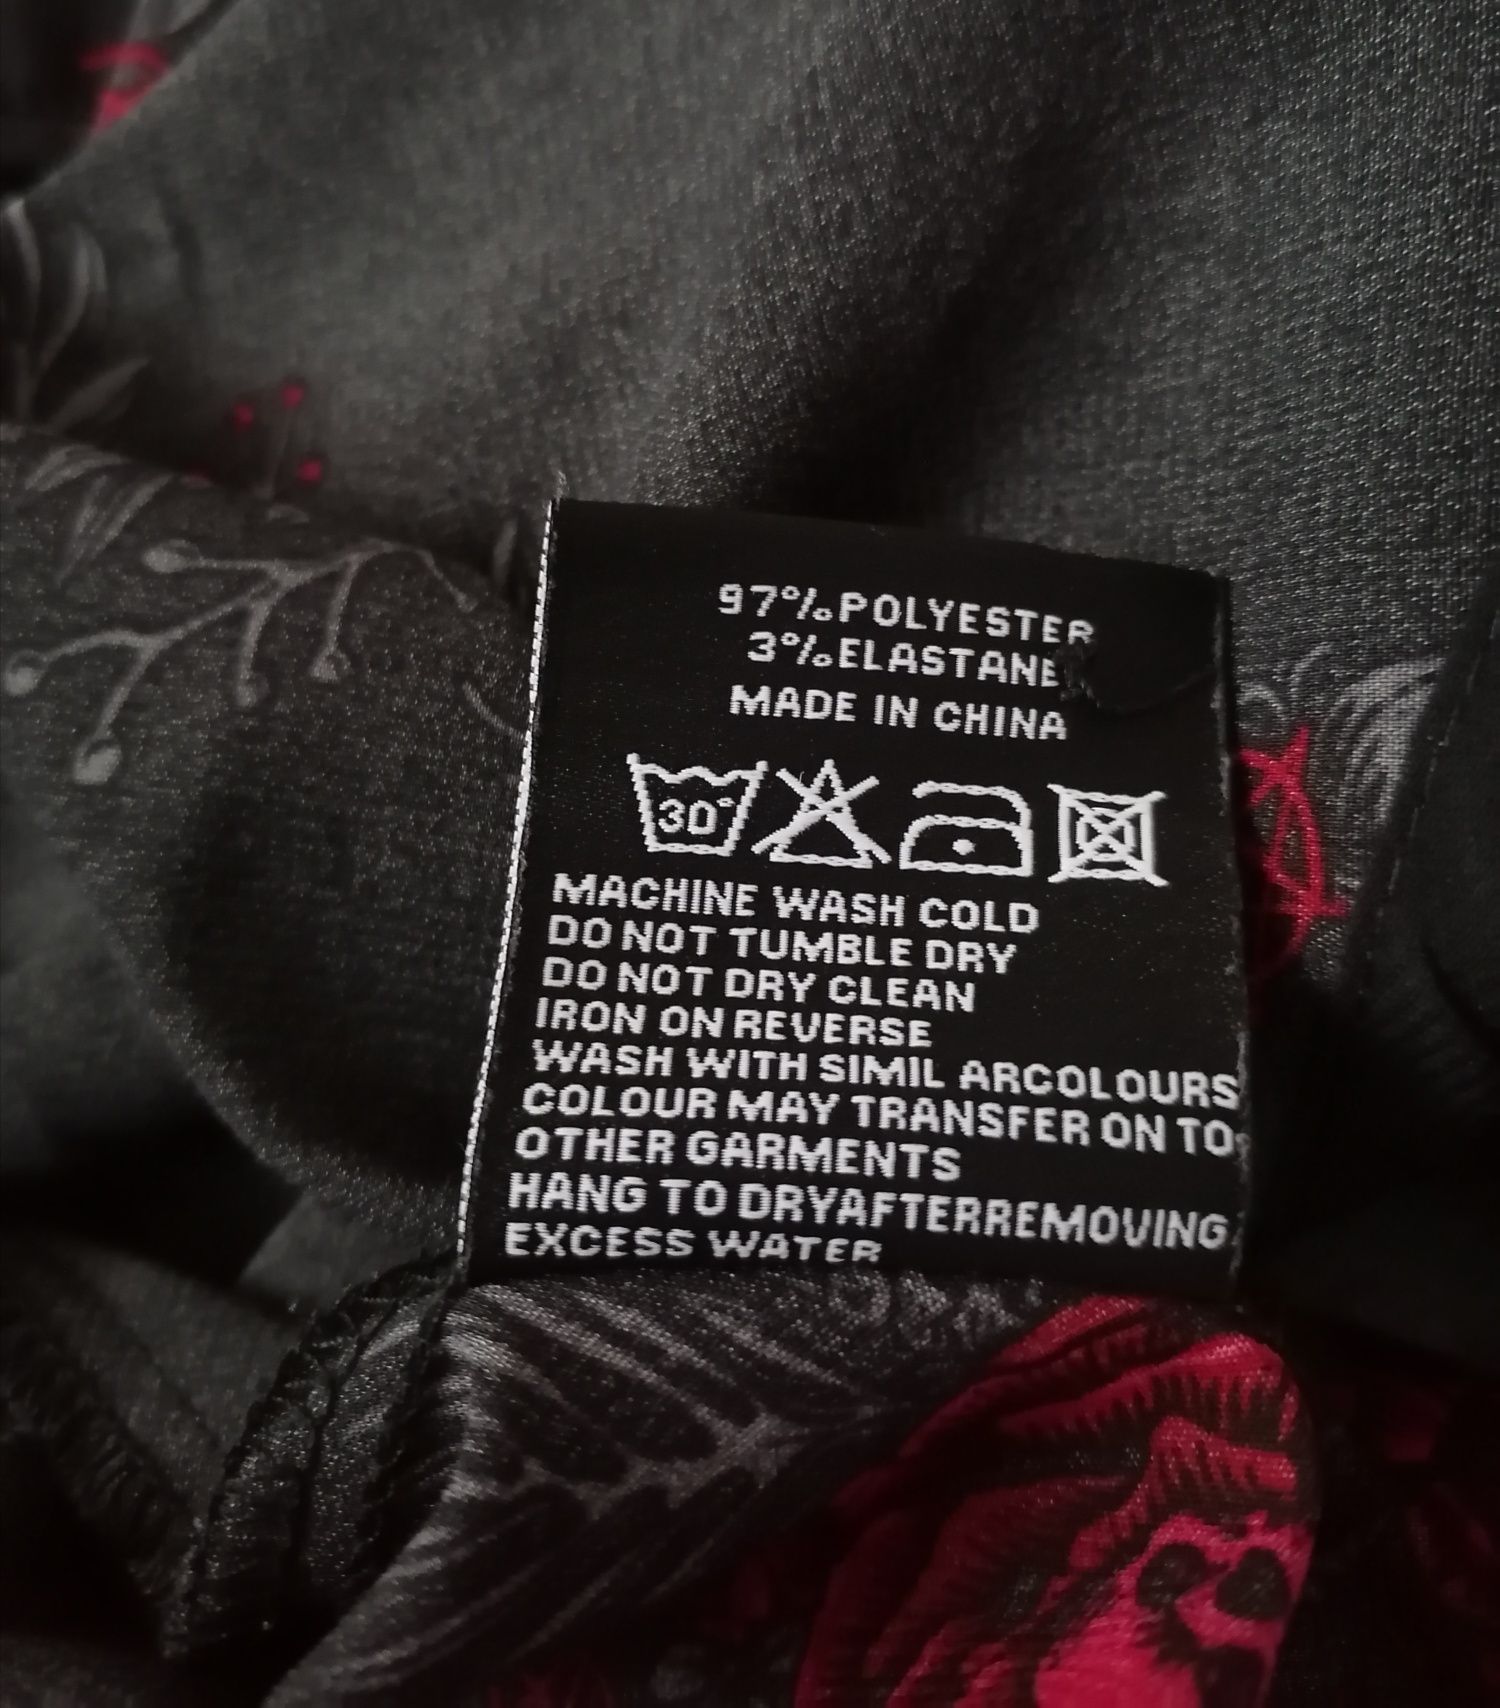 97%POLYESTER
3%ELASTANE
MADE IN CHINA
30°
MACHINE WASH COLD
DO NOT TUMBLE DRY
DO NOT DRY CLEAN
IRON ON REVERSE
WASH WITH SIMIL ARCOLOURS
COLOUR MAY TRANSFER ON TO
OTHER GARMENTS
HANG TO DRYAFTERREMOVING
EXCESS WATER